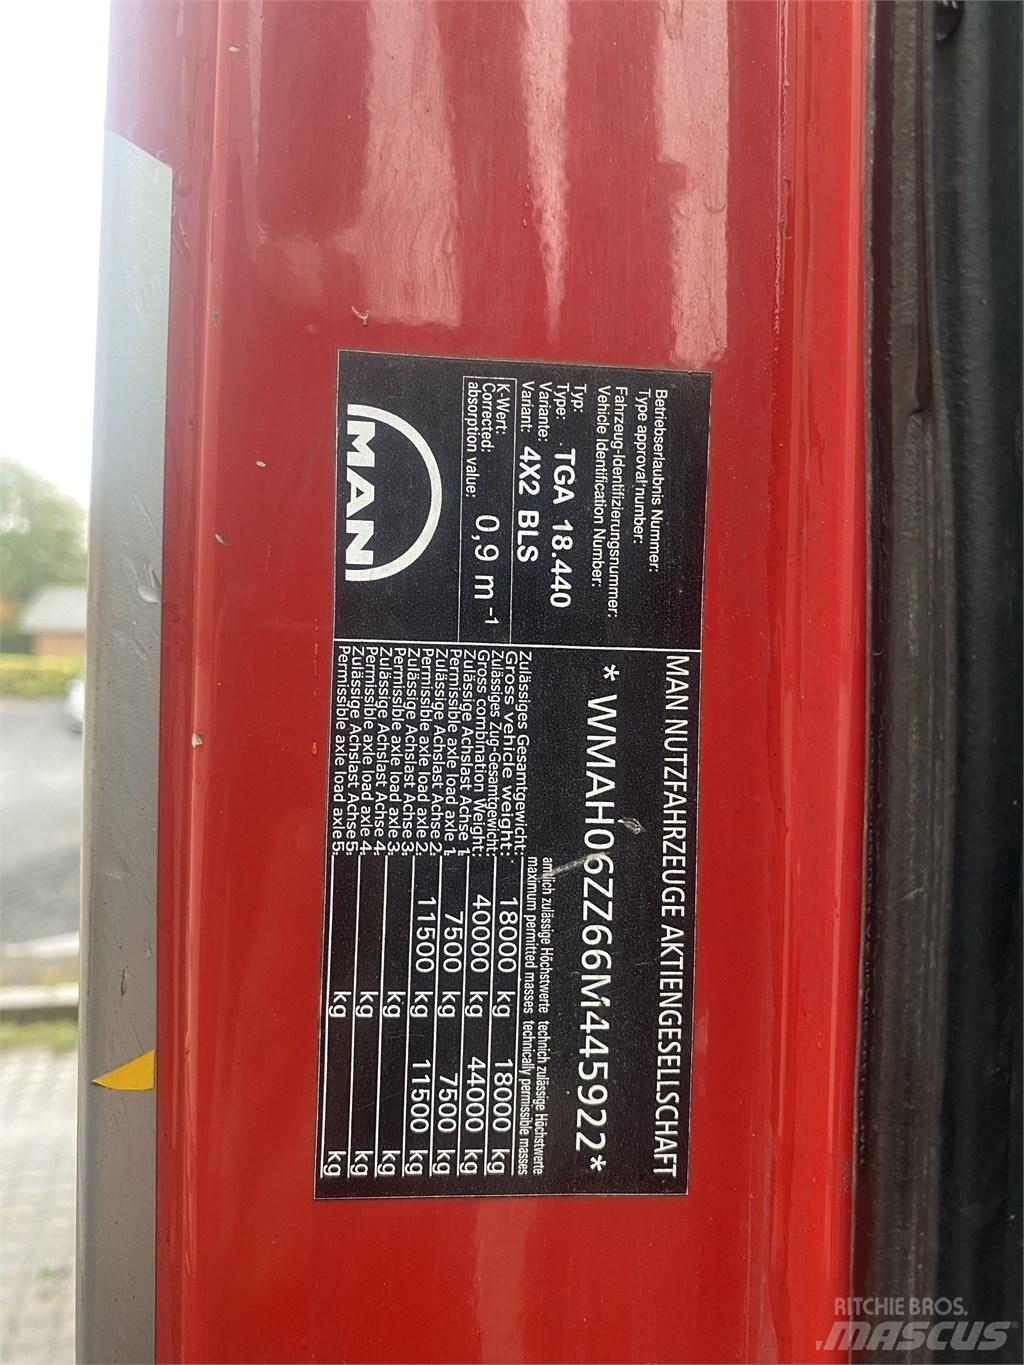 MAN NUTZFAHRZEUGE AKTIENGESELLSCHAFT
Betriebserlaubnis Nummer:
Type approval number:
Fahrzeug-Identifizierungsnummer:
Vehicle Identification Number:
* WMAH06ZZ66M445922*
Typ:
Type: TGA 18.440
Variante:
Variant: 4X2 BLS
K-Wert:
Corrected:
absorption value: 0,9 m⁻¹
MAN
amtlich zulässige Höchstwerte technich zulässige Höchstwerte
maximum permitted masses technically permissible masses
Zulässiges Gesamtgewicht:
Gross vehicle weight: 18000 kg 18000 kg
Zulässiges Zug-Gesamtgewicht:
Gross combination Weight: 40000 kg 44000 kg
Zulässige Achslast Achse 1:
Permissible axle load axle 1: 7500 kg 7500 kg
Zulässige Achslast Achse 2:
Permissible axle load axle 2: 11500 kg 11500 kg
Zulässige Achslast Achse 3:
Permissible axle load axle 3: kg kg
Zulässige Achslast Achse 4:
Permissible axle load axle 4: kg kg
Zulässige Achslast Achse 5:
Permissible axle load axle 5: kg kg
RITCHIE BROS.
MASCUS